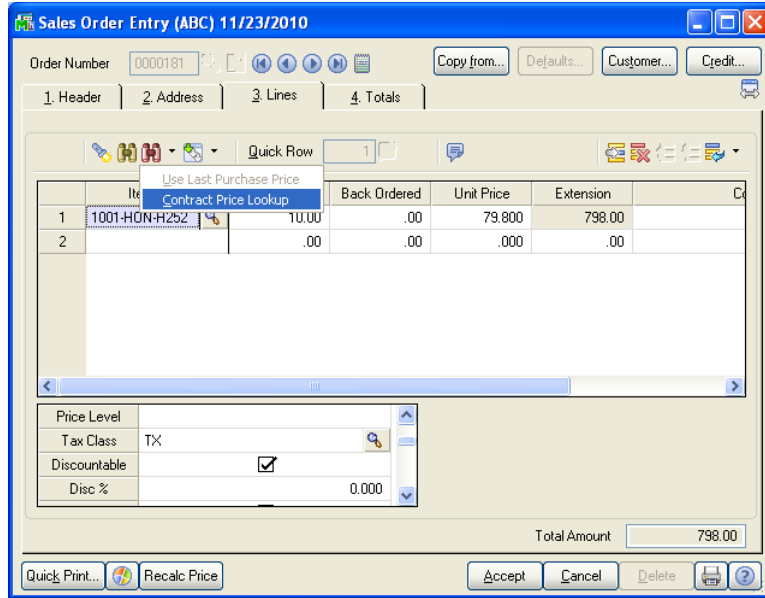 Sales Order Entry (ABC) 11/23/2010
Order Number 0000181 Copy from... Defaults... Customer... Credit...
1. Header 2. Address 3. Lines 4. Totals
Quick Row 1
Use Last Purchase Price
Contract Price Lookup
Ite Back Ordered Unit Price Extension Co
1 1001-HON-H252 10.00 .00 79.800 798.00
2 .00 .00 .000 .00
Price Level
Tax Class TX
Discountable
Disc % 0.000
Total Amount 798.00
Quick Print... Recalc Price Accept Cancel Delete